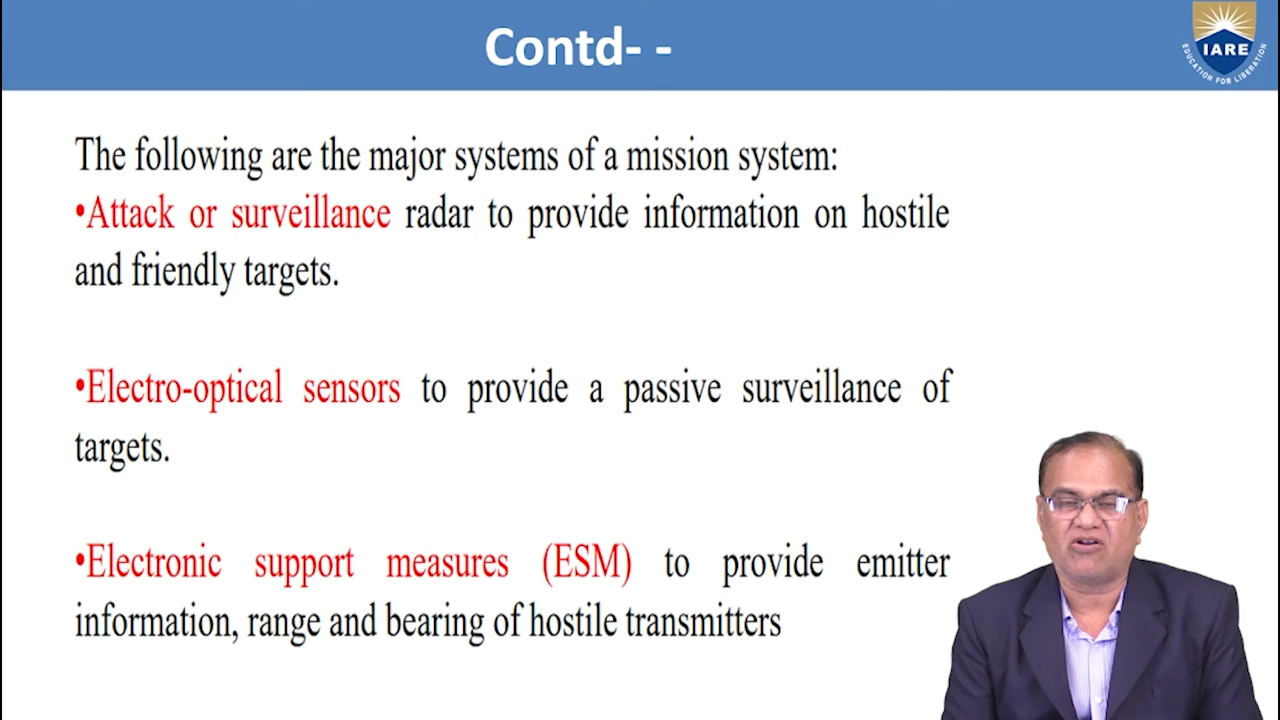 Contd- -
IARE
EDUCATION FOR LIBERATION
The following are the major systems of a mission system:
•Attack or surveillance radar to provide information on hostile
and friendly targets.
•Electro-optical sensors to provide a passive surveillance of
targets.
•Electronic support measures (ESM) to provide emitter
information, range and bearing of hostile transmitters